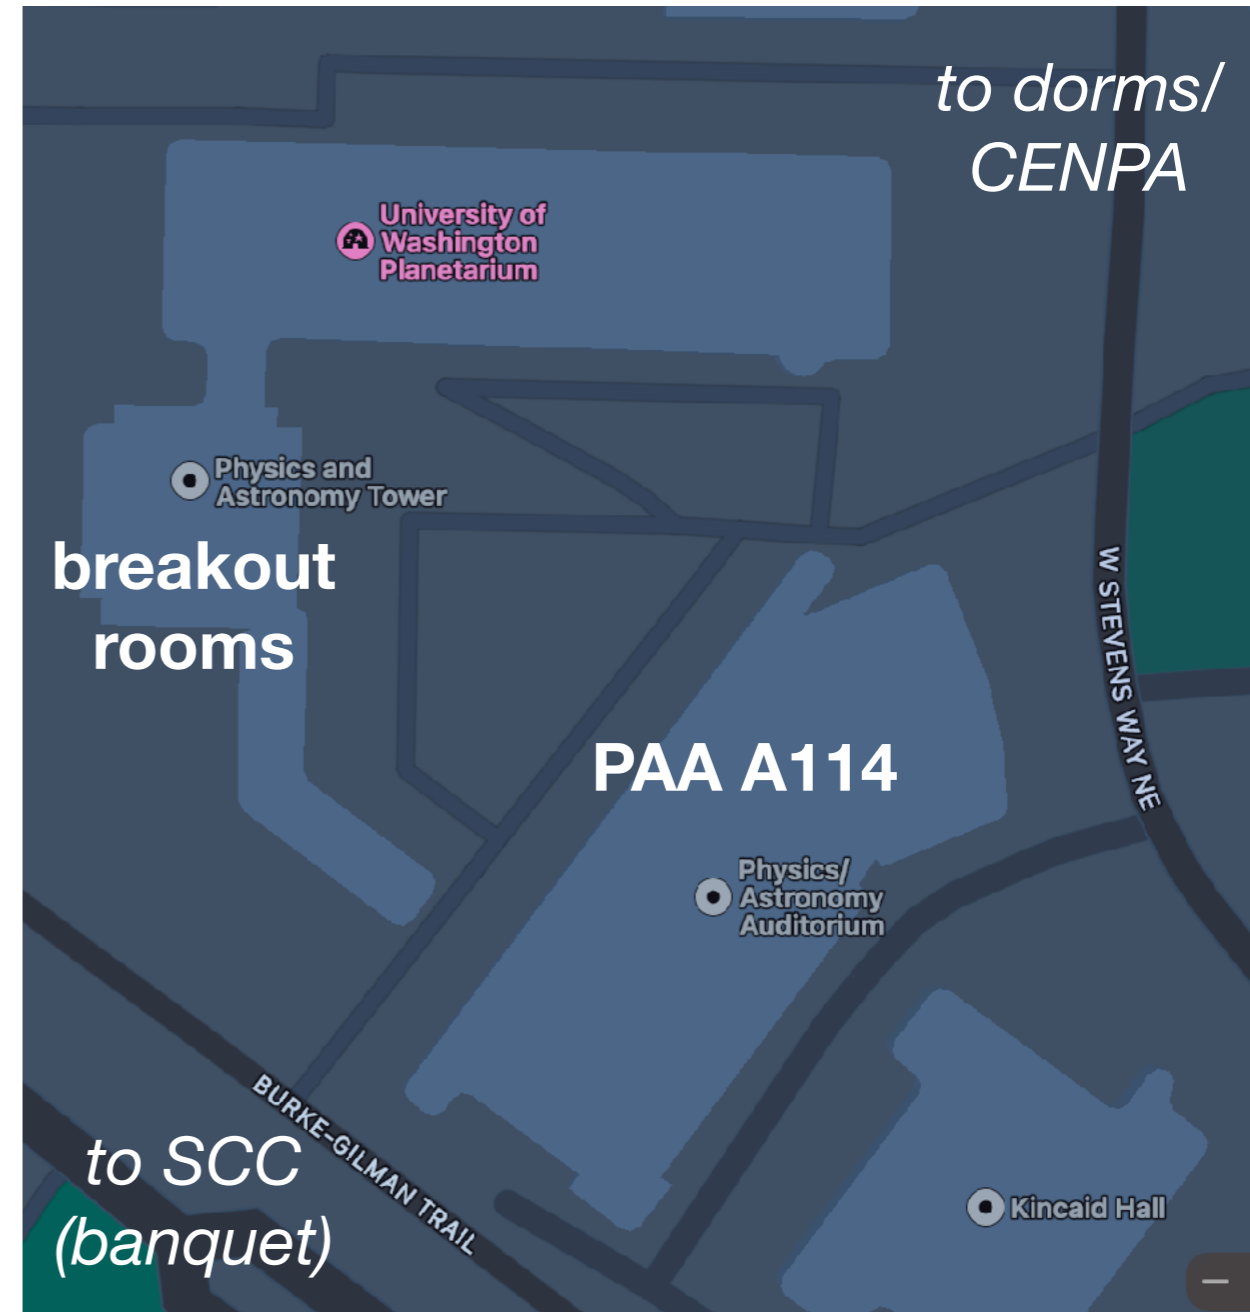 to dorms/
CENPA
University of
Washington
Planetarium
Physics and
Astronomy Tower
breakout
rooms
W STEVENS WAY NE
PAA A114
Physics/
Astronomy
Auditorium
BURKE-GILMAN TRAIL
to SCC
(banquet)
Kincaid Hall